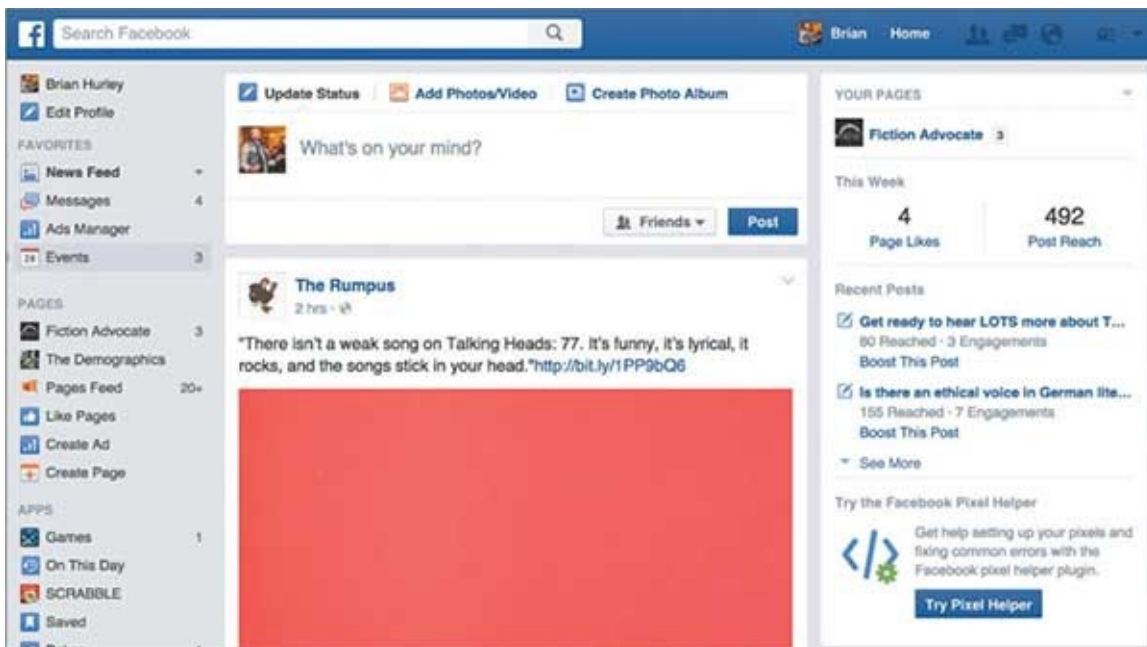 f Search Facebook Brian Home
Brian Hurley
Edit Profile
FAVORITES
News Feed
Messages 4
Ads Manager
Events 3
PAGES
Fiction Advocate 3
The Demographics
Pages Feed 20+
Like Pages
Create Ad
Create Page
APPS
Games 1
On This Day
SCRABBLE
Saved
Update Status Add Photos/Video Create Photo Album
What's on your mind?
Friends Post
The Rumpus
2 hrs ·
"There isn't a weak song on Talking Heads: 77. It's funny, it's lyrical, it
rocks, and the songs stick in your head."http://bit.ly/1PP9bQ6
YOUR PAGES
Fiction Advocate 3
This Week
4 492
Page Likes Post Reach
Recent Posts
Get ready to hear LOTS more about T...
80 Reached · 3 Engagements
Boost This Post
Is there an ethical voice in German lite...
155 Reached · 7 Engagements
Boost This Post
See More
Try the Facebook Pixel Helper
Get help setting up your pixels and
fixing common errors with the
Facebook pixel helper plugin.
Try Pixel Helper